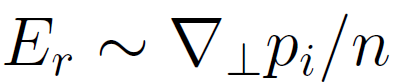 E_r ∼ ∇_⊥ p_i / n